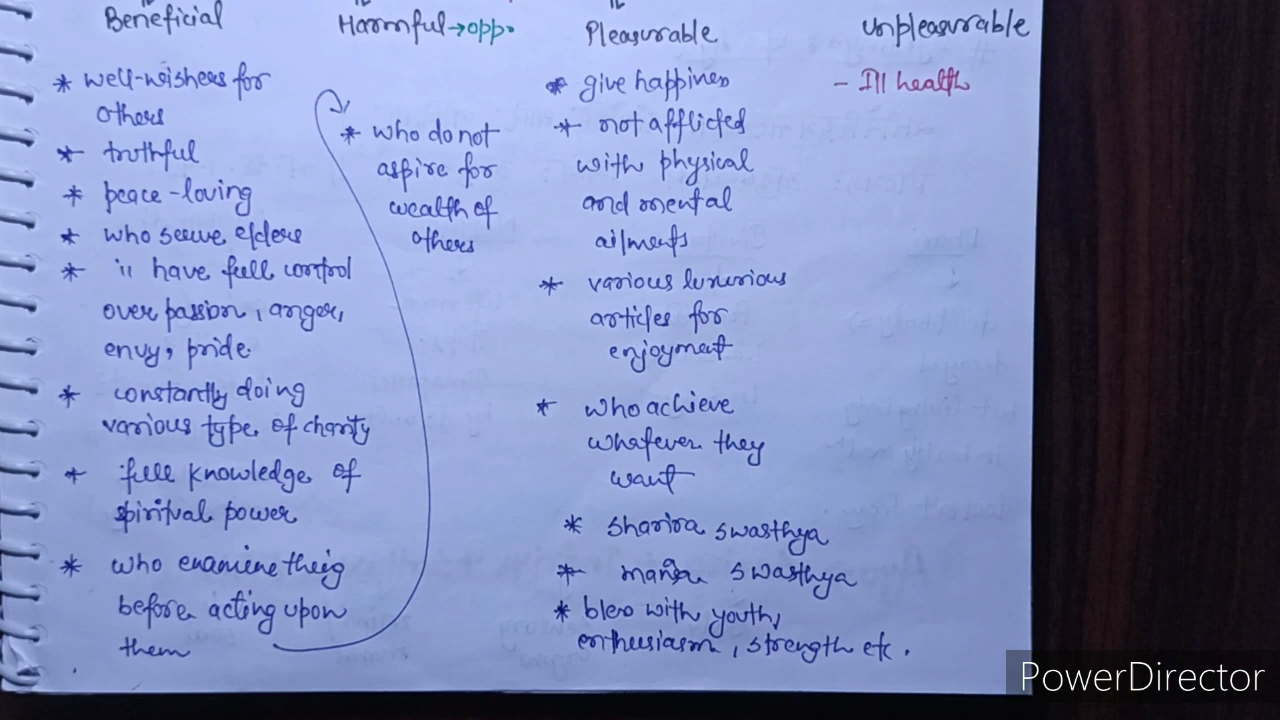 Beneficial
Harmful → opp.
Pleasurable
Unpleasurable
* well-wishers for
others
* truthful
* peace-loving
* who serve elders
* " have full control
over passion, anger,
envy, pride.
* constantly doing
various type of charity
* full knowledge of
spiritual power
* who examine theig
before acting upon
them
* who do not
aspire for
wealth of
others
* give happiness
* not afflicted
with physical
and mental
ailments
* various luxurious
articles for
enjoyment
* who achieve
whatever they
want
* sharira swasthya
* mansa swasthya
* bless with youth,
enthusiasm, strength etc.
- Ill health
PowerDirector